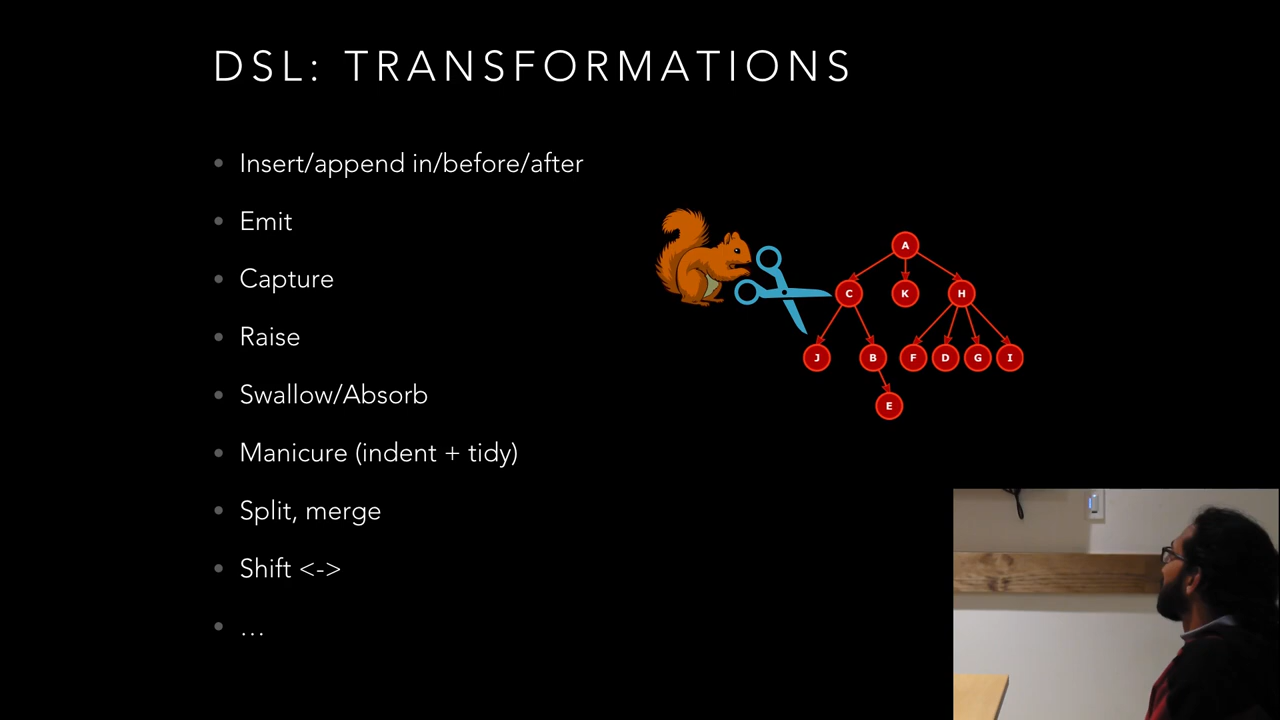 DSL: TRANSFORMATIONS
• Insert/append in/before/after
• Emit
• Capture
• Raise
• Swallow/Absorb
• Manicure (indent + tidy)
• Split, merge
• Shift <->
• …
A
C K H
J B F D G I
E